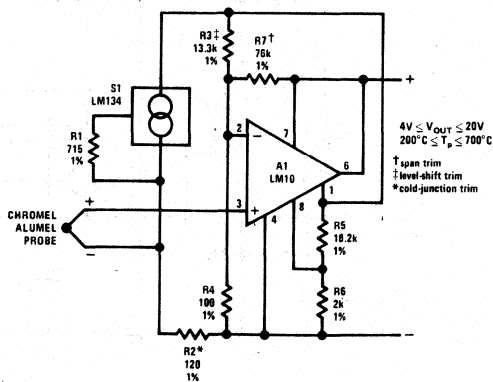 R3‡
13.3k
1%
R7†
76k
1%
S1
LM134
R1
715
1%
2
−
7
A1
LM10
6
+
4V ≤ VOUT ≤ 20V
200°C ≤ Tp ≤ 700°C
†span trim
‡level-shift trim
*cold-junction trim
CHROMEL
ALUMEL
PROBE
+
−
3
+
4
8
1
R5
18.2k
1%
R4
100
1%
R6
2k
1%
R2*
120
1%
−